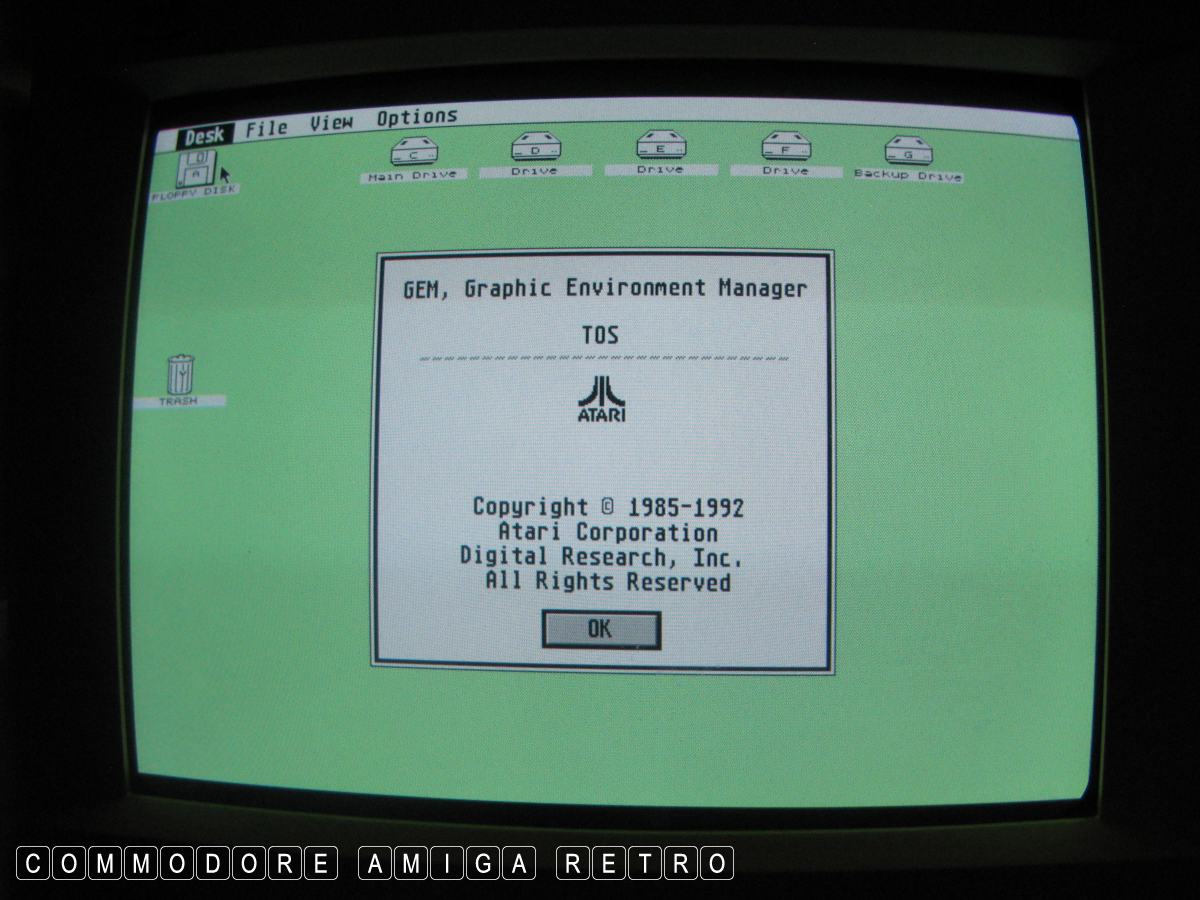 Desk File View Options
D
A
FLOPPY DISK
C
Main Drive
D
Drive
E
Drive
F
Drive
G
Backup Drive
TRASH
GEM, Graphic Environment Manager
TOS
ATARI
Copyright © 1985-1992
Atari Corporation
Digital Research, Inc.
All Rights Reserved
OK
COMMODORE AMIGA RETRO